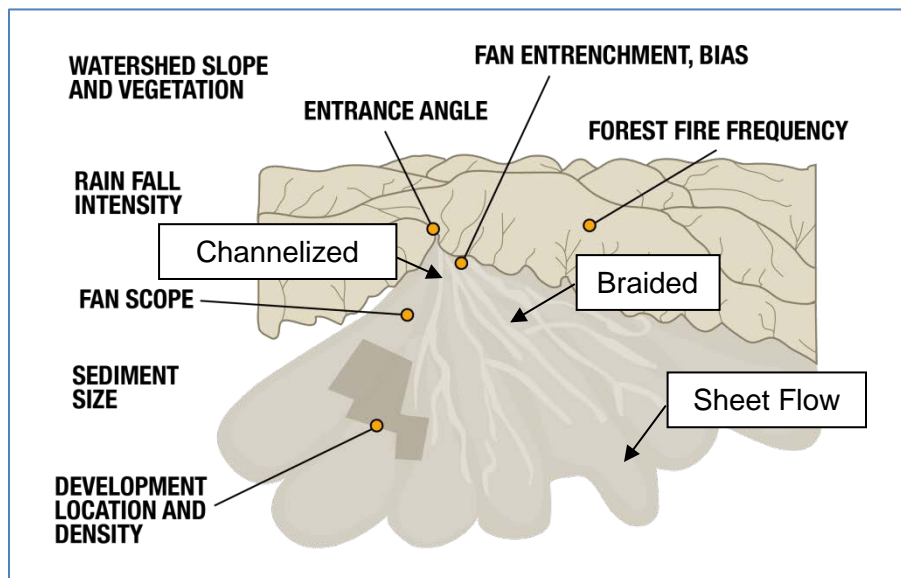 WATERSHED SLOPE
AND VEGETATION
FAN ENTRENCHMENT, BIAS
ENTRANCE ANGLE
FOREST FIRE FREQUENCY
RAIN FALL
INTENSITY
Channelized
Braided
FAN SCOPE
SEDIMENT
SIZE
Sheet Flow
DEVELOPMENT
LOCATION AND
DENSITY